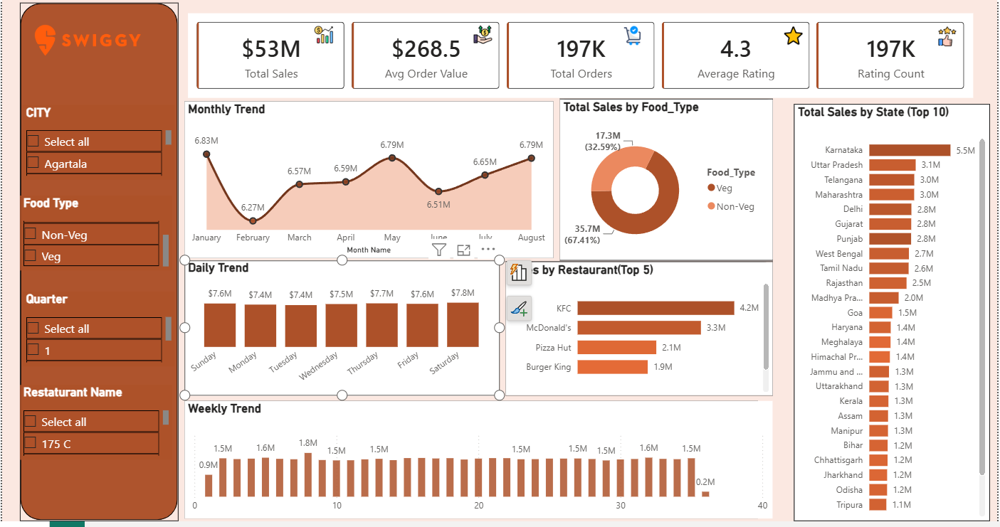 SWIGGY
$53M
Total Sales
$268.5
Avg Order Value
197K
Total Orders
4.3
Average Rating
197K
Rating Count
CITY
Select all
Agartala
Food Type
Non-Veg
Veg
Quarter
Select all
1
Restaturant Name
Select all
175 C
Monthly Trend
6.83M
6.27M
6.57M
6.59M
6.79M
6.51M
6.65M
6.79M
January
February
March
April
May
June
July
August
Month Name
Total Sales by Food_Type
17.3M
(32.59%)
35.7M
(67.41%)
Food_Type
Veg
Non-Veg
Total Sales by State (Top 10)
Karnataka 5.5M
Uttar Pradesh 3.1M
Telangana 3.0M
Maharashtra 3.0M
Delhi 2.8M
Gujarat 2.8M
Punjab 2.8M
West Bengal 2.7M
Tamil Nadu 2.6M
Rajasthan 2.5M
Madhya Pra... 2.0M
Goa 1.5M
Haryana 1.4M
Meghalaya 1.4M
Himachal Pr... 1.4M
Jammu and ... 1.3M
Uttarakhand 1.3M
Kerala 1.3M
Assam 1.3M
Manipur 1.3M
Bihar 1.2M
Chhattisgarh 1.2M
Jharkhand 1.2M
Odisha 1.2M
Tripura 1.1M
Daily Trend
$7.6M
$7.4M
$7.4M
$7.5M
$7.7M
$7.6M
$7.8M
Sunday
Monday
Tuesday
Wednesday
Thursday
Friday
Saturday
es by Restaurant(Top 5)
KFC 4.2M
McDonald's 3.3M
Pizza Hut 2.1M
Burger King 1.9M
Weekly Trend
0.9M
1.5M
1.6M
1.8M
1.5M
1.5M
1.5M
1.5M
1.5M
1.6M
1.5M
0.2M
0
10
20
30
40